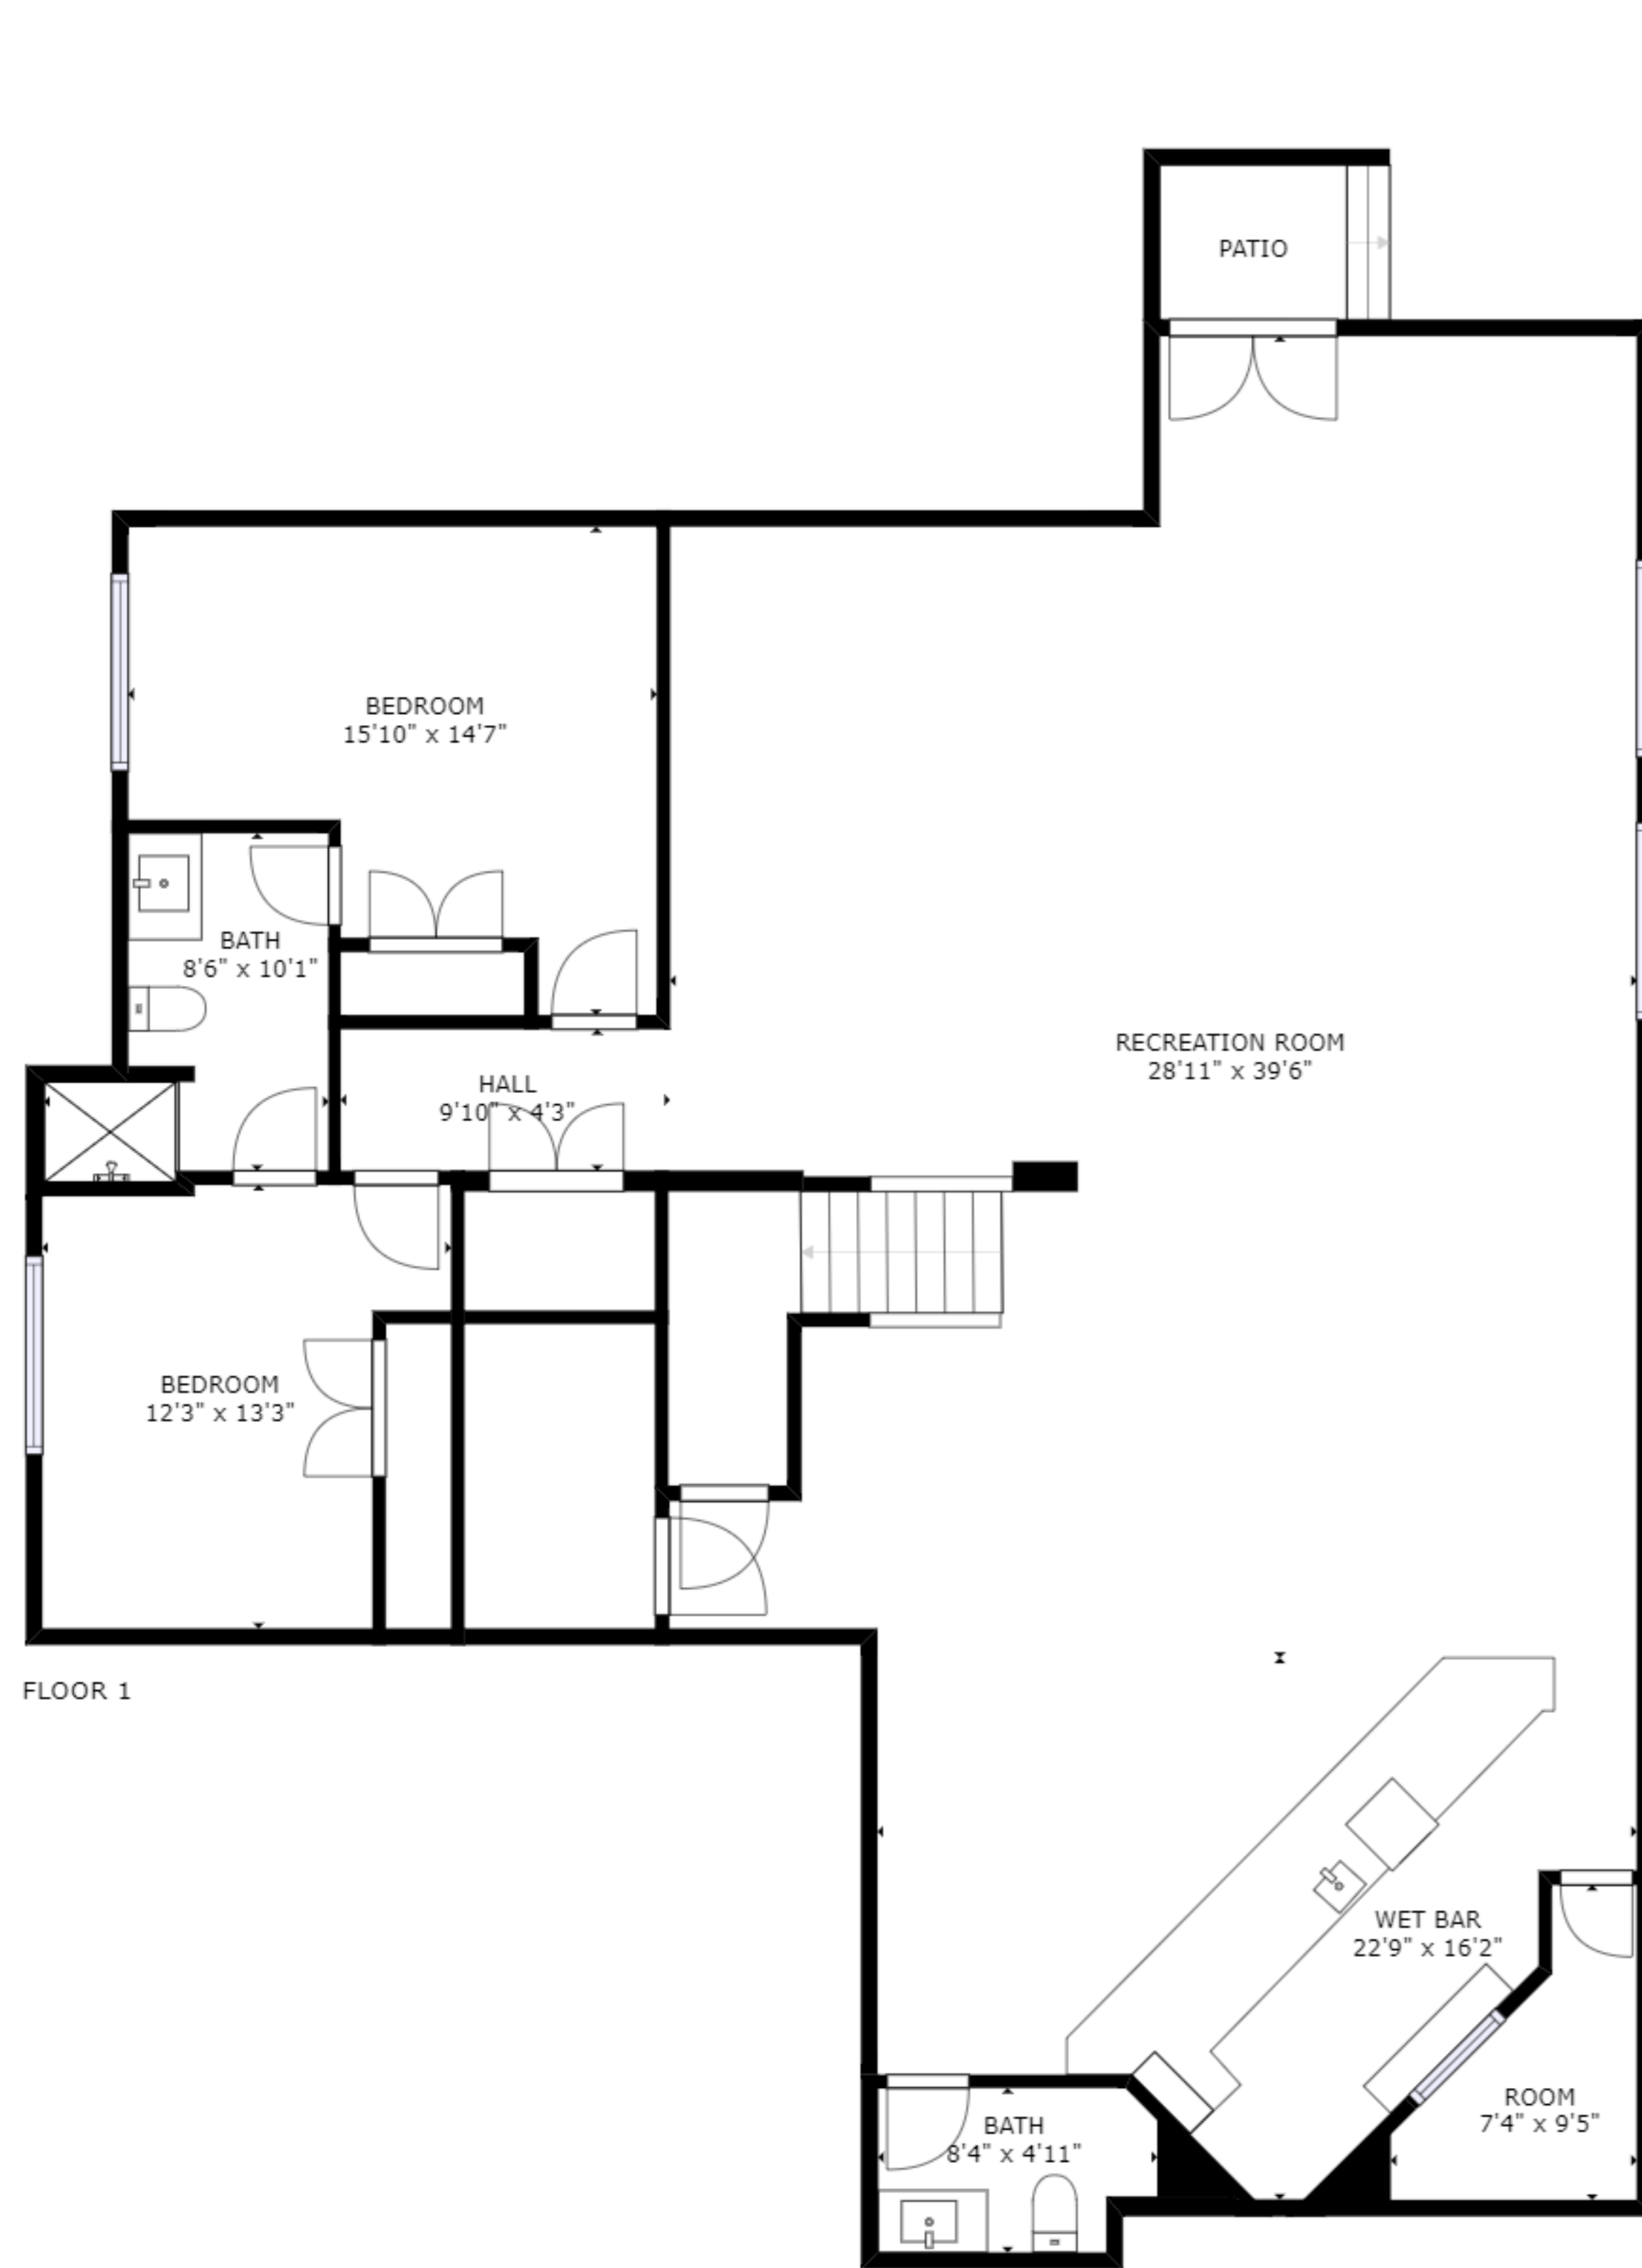 PATIO
BEDROOM
15'10" x 14'7"
BATH
8'6" x 10'1"
RECREATION ROOM
28'11" x 39'6"
HALL
9'10" x 4'3"
BEDROOM
12'3" x 13'3"
FLOOR 1
WET BAR
22'9" x 16'2"
ROOM
7'4" x 9'5"
BATH
8'4" x 4'11"